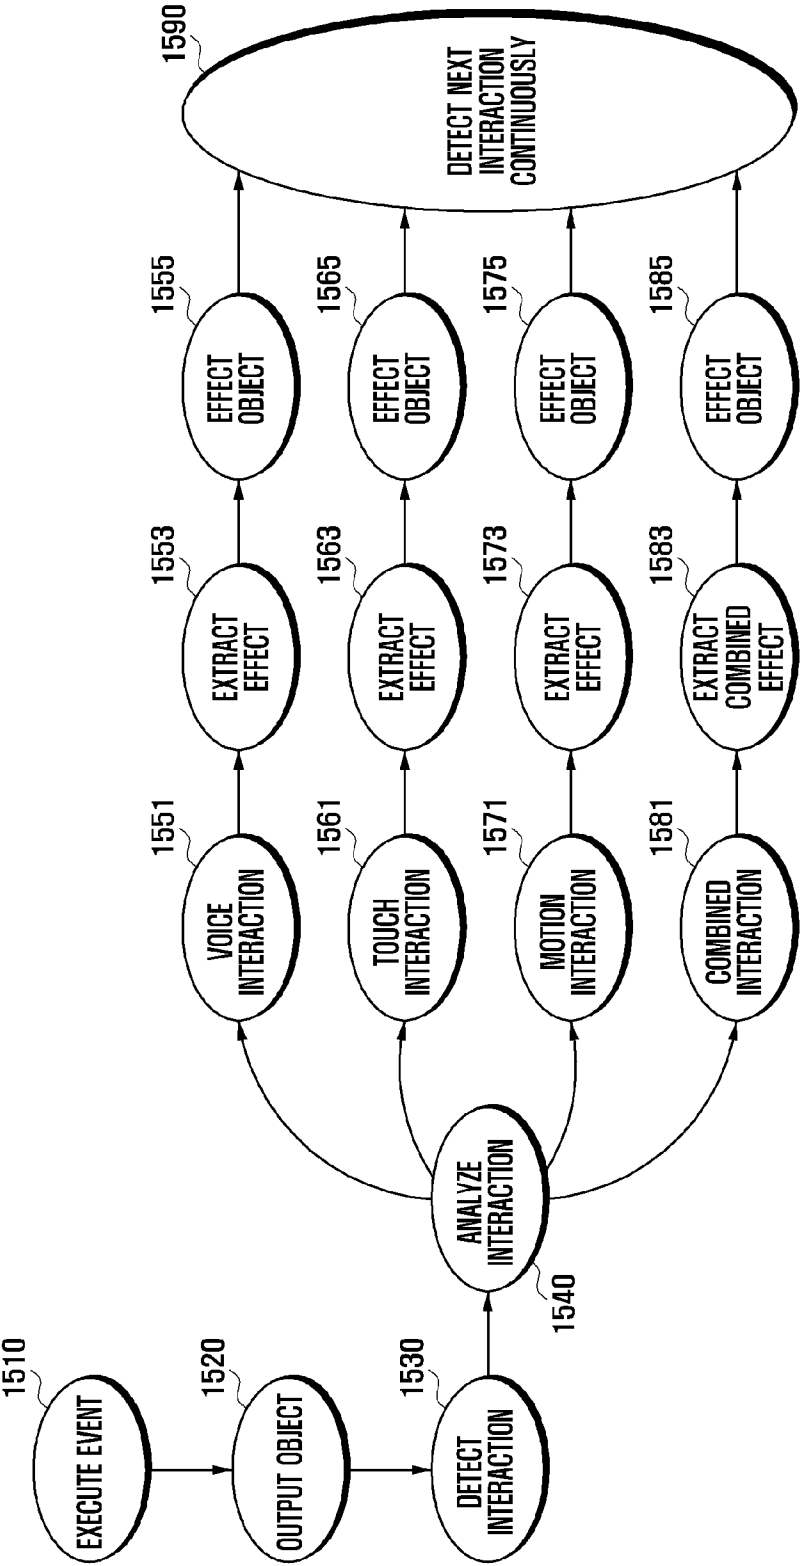 1510
EXECUTE EVENT
1520
OUTPUT OBJECT
1530
DETECT
INTERACTION
1540
ANALYZE
INTERACTION
1551
VOICE
INTERACTION
1553
EXTRACT
EFFECT
1555
EFFECT
OBJECT
1561
TOUCH
INTERACTION
1563
EXTRACT
EFFECT
1565
EFFECT
OBJECT
1571
MOTION
INTERACTION
1573
EXTRACT
EFFECT
1575
EFFECT
OBJECT
1581
COMBINED
INTERACTION
1583
EXTRACT
COMBINED
EFFECT
1585
EFFECT
OBJECT
1590
DETECT NEXT
INTERACTION
CONTINUOUSLY